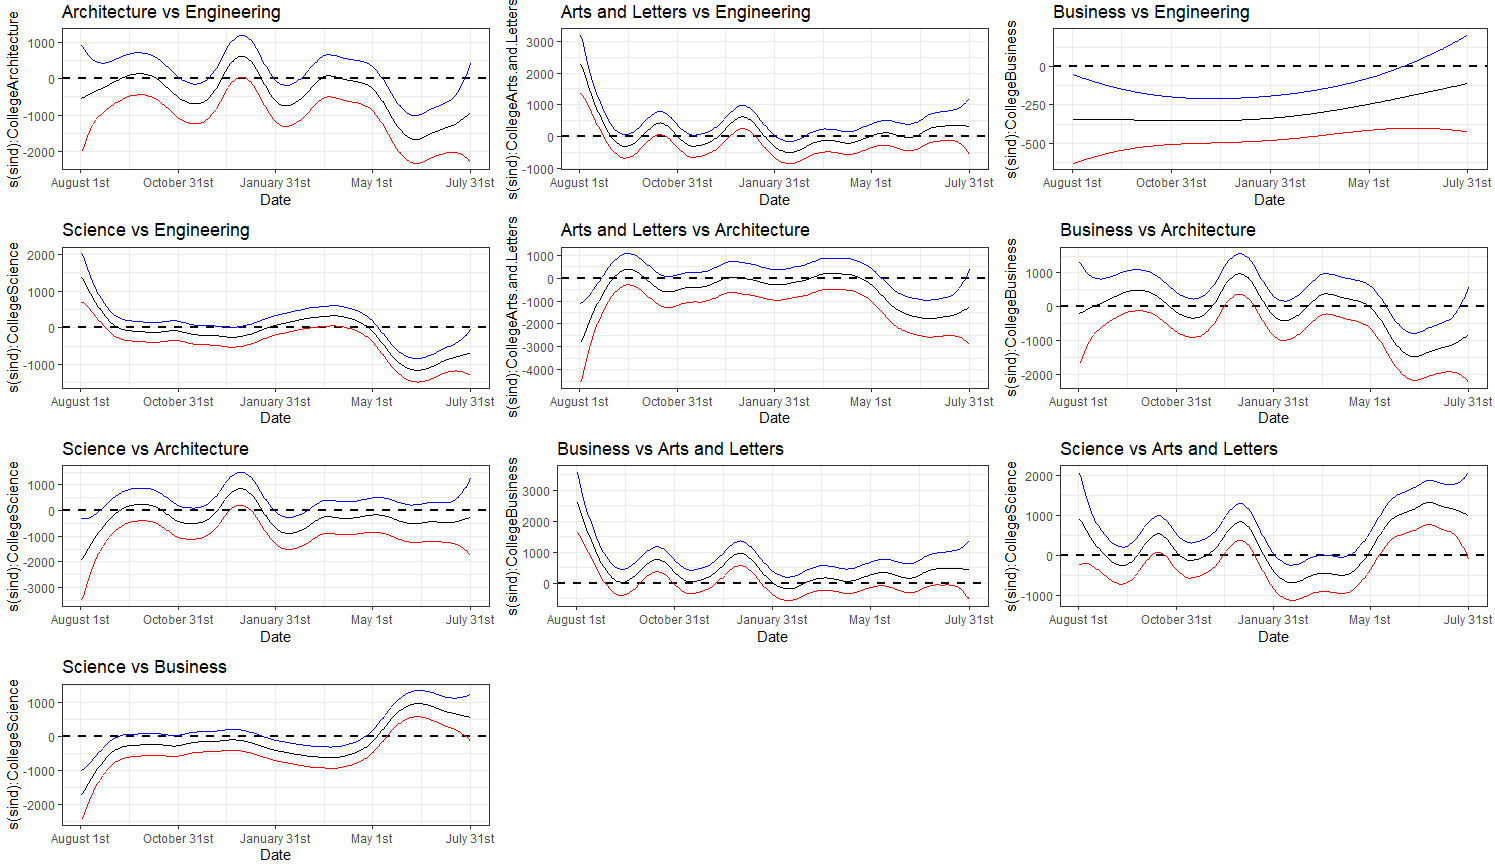 Architecture vs Engineering
s(sind):CollegeArchitecture
1000
0
-1000
-2000
August 1st October 31st January 31st May 1st July 31st
Date
Arts and Letters vs Engineering
s(sind):CollegeArts.and.Letters
3000
2000
1000
0
-1000
August 1st October 31st January 31st May 1st July 31st
Date
Business vs Engineering
s(sind):CollegeBusiness
0
-250
-500
August 1st October 31st January 31st May 1st July 31st
Date
Science vs Engineering
s(sind):CollegeScience
2000
1000
0
-1000
August 1st October 31st January 31st May 1st July 31st
Date
Arts and Letters vs Architecture
s(sind):CollegeArts.and.Letters
1000
0
-1000
-2000
-3000
-4000
August 1st October 31st January 31st May 1st July 31st
Date
Business vs Architecture
s(sind):CollegeBusiness
1000
0
-1000
-2000
August 1st October 31st January 31st May 1st July 31st
Date
Science vs Architecture
s(sind):CollegeScience
1000
0
-1000
-2000
-3000
August 1st October 31st January 31st May 1st July 31st
Date
Business vs Arts and Letters
s(sind):CollegeBusiness
3000
2000
1000
0
August 1st October 31st January 31st May 1st July 31st
Date
Science vs Arts and Letters
s(sind):CollegeScience
2000
1000
0
-1000
August 1st October 31st January 31st May 1st July 31st
Date
Science vs Business
s(sind):CollegeScience
1000
0
-1000
-2000
August 1st October 31st January 31st May 1st July 31st
Date